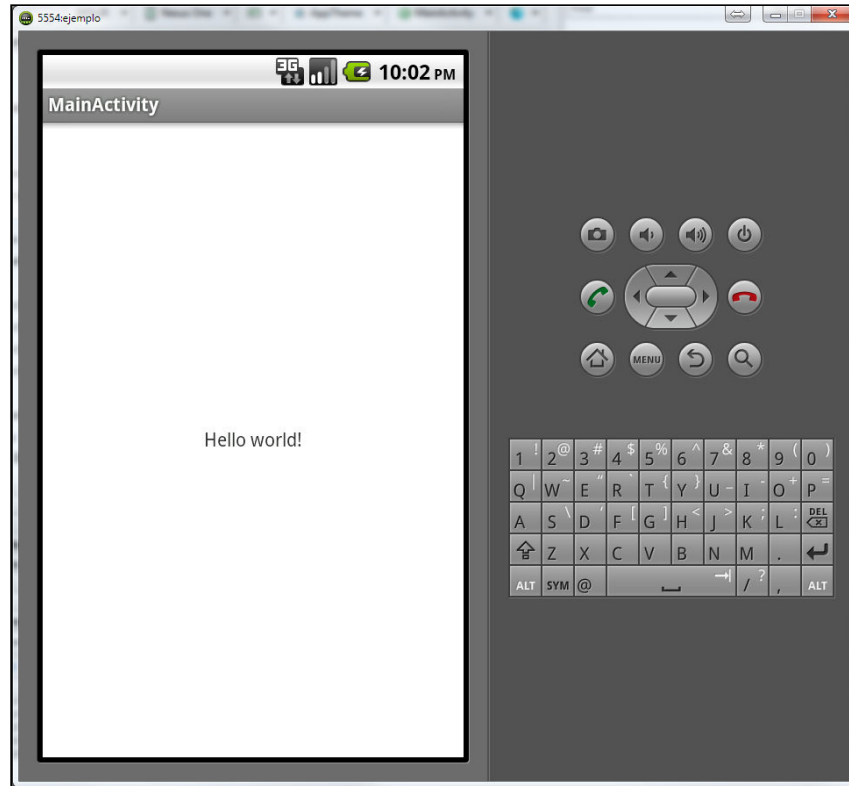 5554:ejemplo
3G 10:02 PM
MainActivity
Hello world!
MENU
1 ! 2 @ 3 # 4 $ 5 % 6 ^ 7 & 8 * 9 ( 0 )
Q | W ~ E " R ` T { Y } U _ I - O + P =
A S \ D ' F [ G ] H < J > K ; L : DEL
Z X C V B N M .
ALT SYM @ / ? , ALT